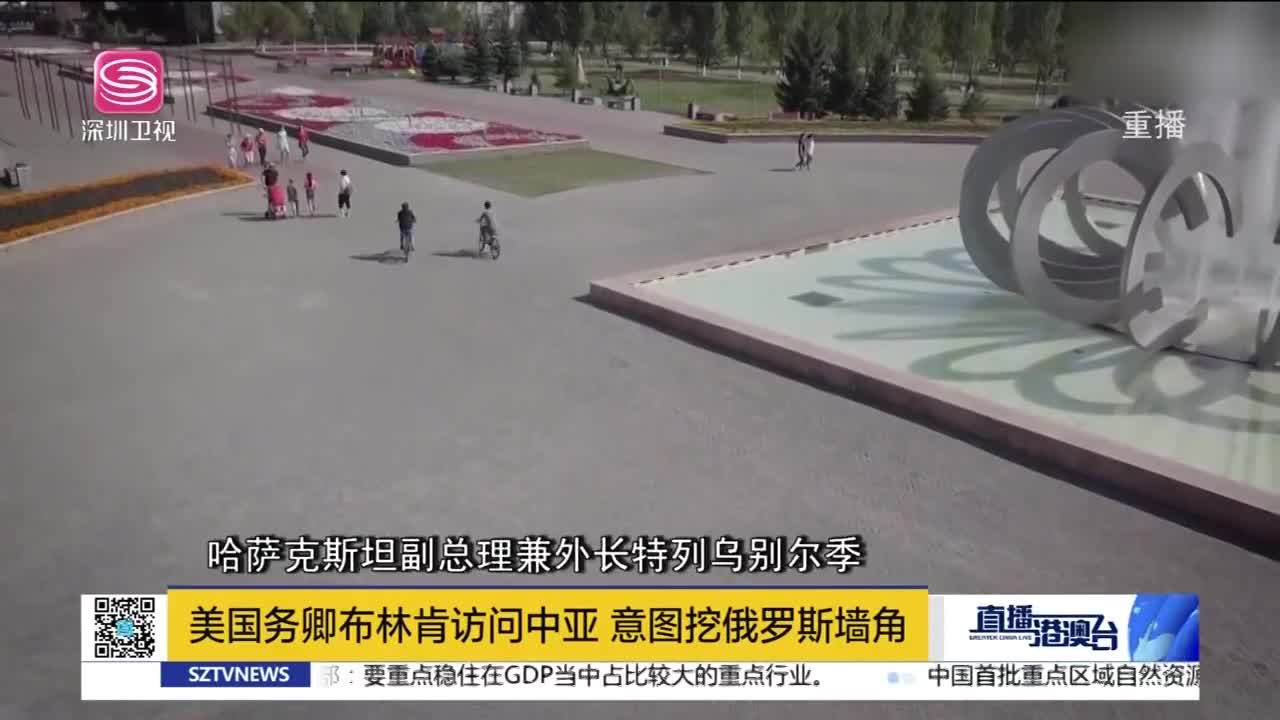 深圳卫视
重播
哈萨克斯坦副总理兼外长特列乌别尔季
美国务卿布林肯访问中亚 意图挖俄罗斯墙角
直播港澳台
GREATER CHINA LIVE
SZTVNEWS
部：要重点稳住在GDP当中占比较大的重点行业。 中国首批重点区域自然资源